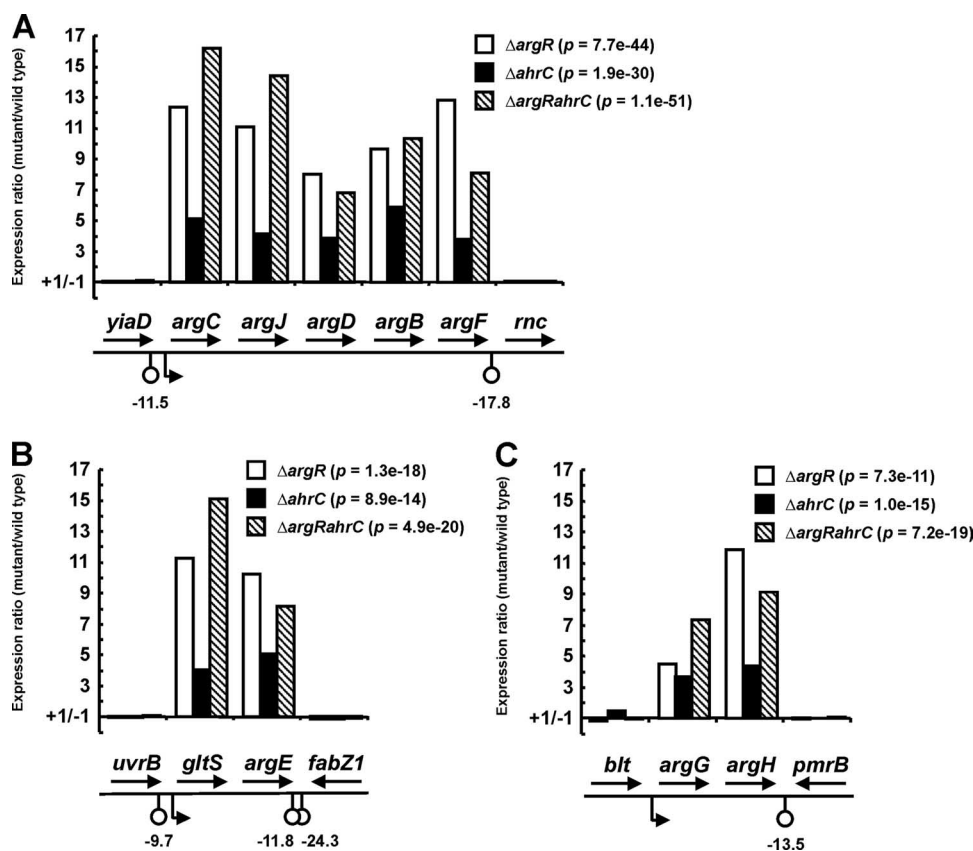 A
Expression ratio (mutant/wild type)
17
15
13
11
9
7
5
3
+1/-1
ΔargR (p = 7.7e-44)
ΔahrC (p = 1.9e-30)
ΔargRahrC (p = 1.1e-51)
yiaD argC argJ argD argB argF rnc
-11.5 -17.8
B
Expression ratio (mutant/wild type)
17
15
13
11
9
7
5
3
+1/-1
ΔargR (p = 1.3e-18)
ΔahrC (p = 8.9e-14)
ΔargRahrC (p = 4.9e-20)
uvrB gltS argE fabZ1
-9.7 -11.8 -24.3
C
Expression ratio (mutant/wild type)
17
15
13
11
9
7
5
3
+1/-1
ΔargR (p = 7.3e-11)
ΔahrC (p = 1.0e-15)
ΔargRahrC (p = 7.2e-19)
blt argG argH pmrB
-13.5